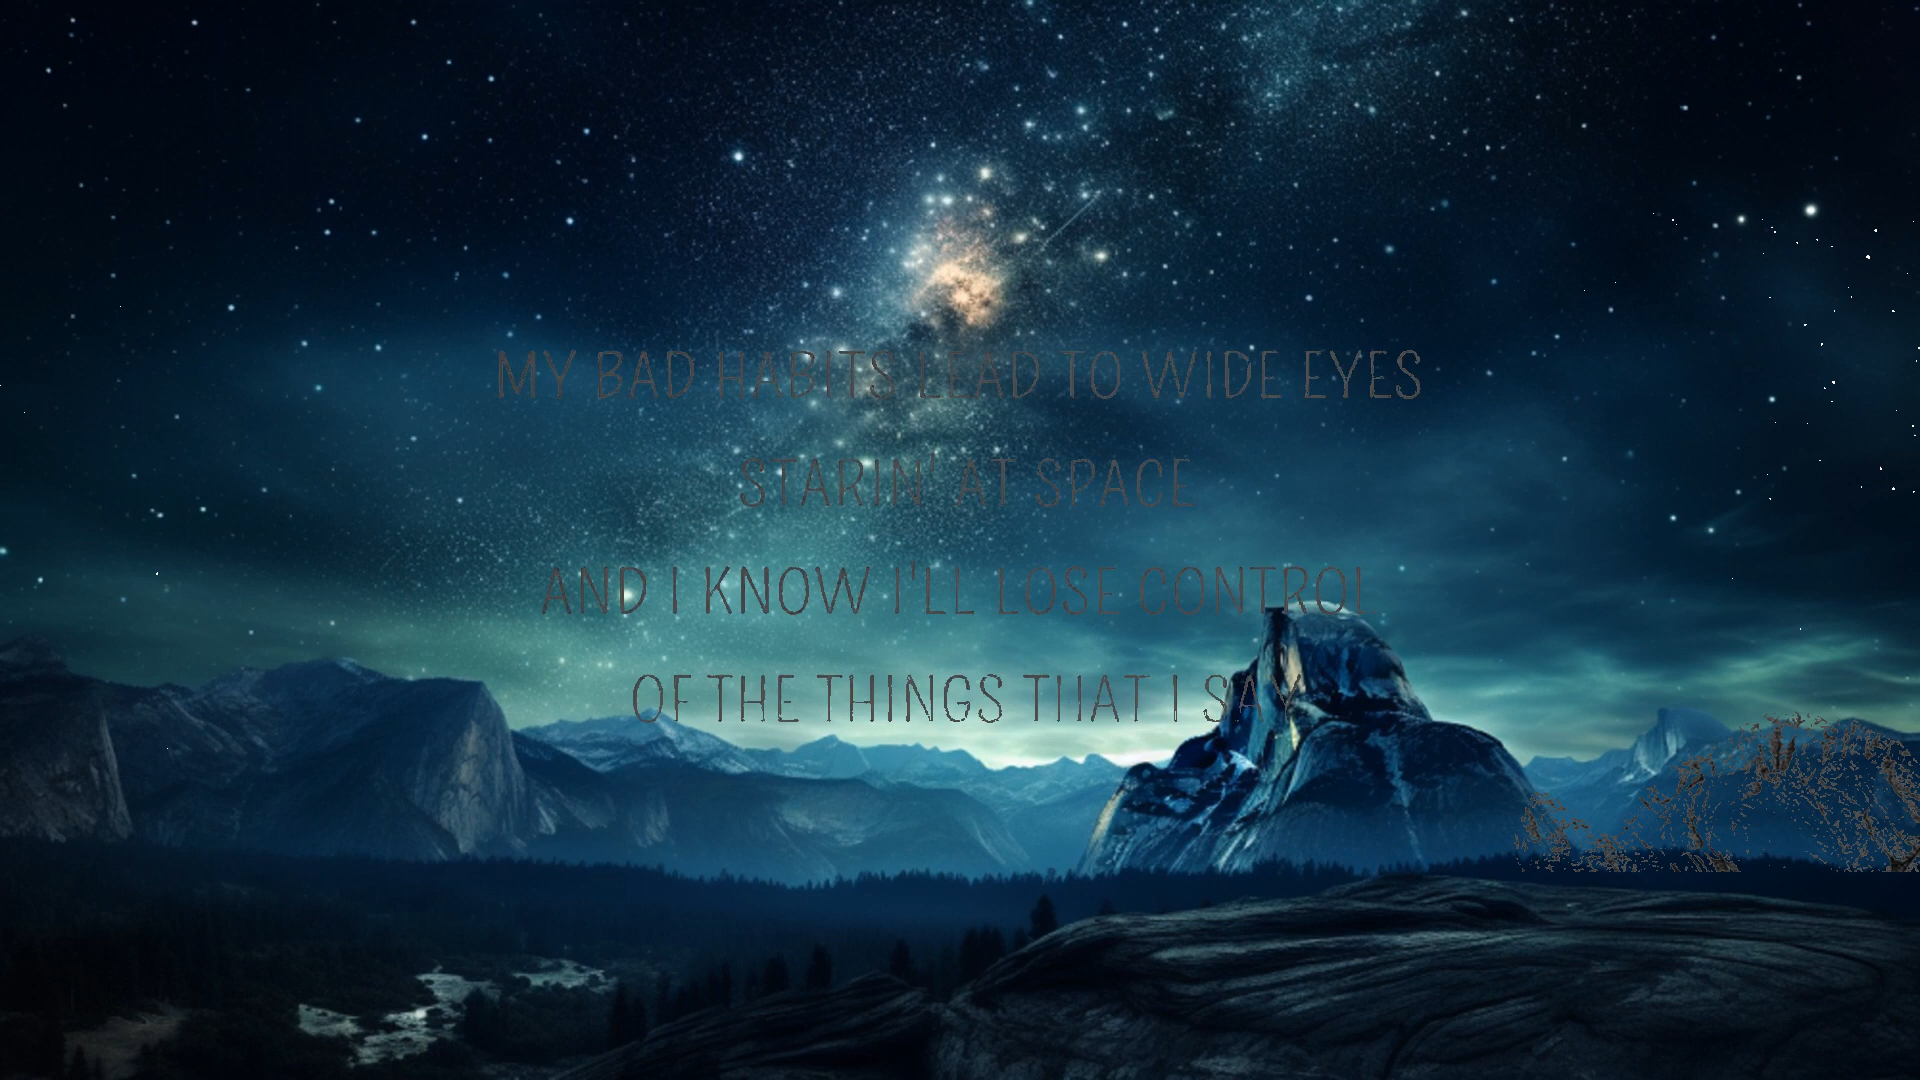 MY BAD HABITS LEAD TO WIDE EYES
STARIN' AT SPACE
AND I KNOW I'LL LOSE CONTROL
OF THE THINGS THAT I SAY